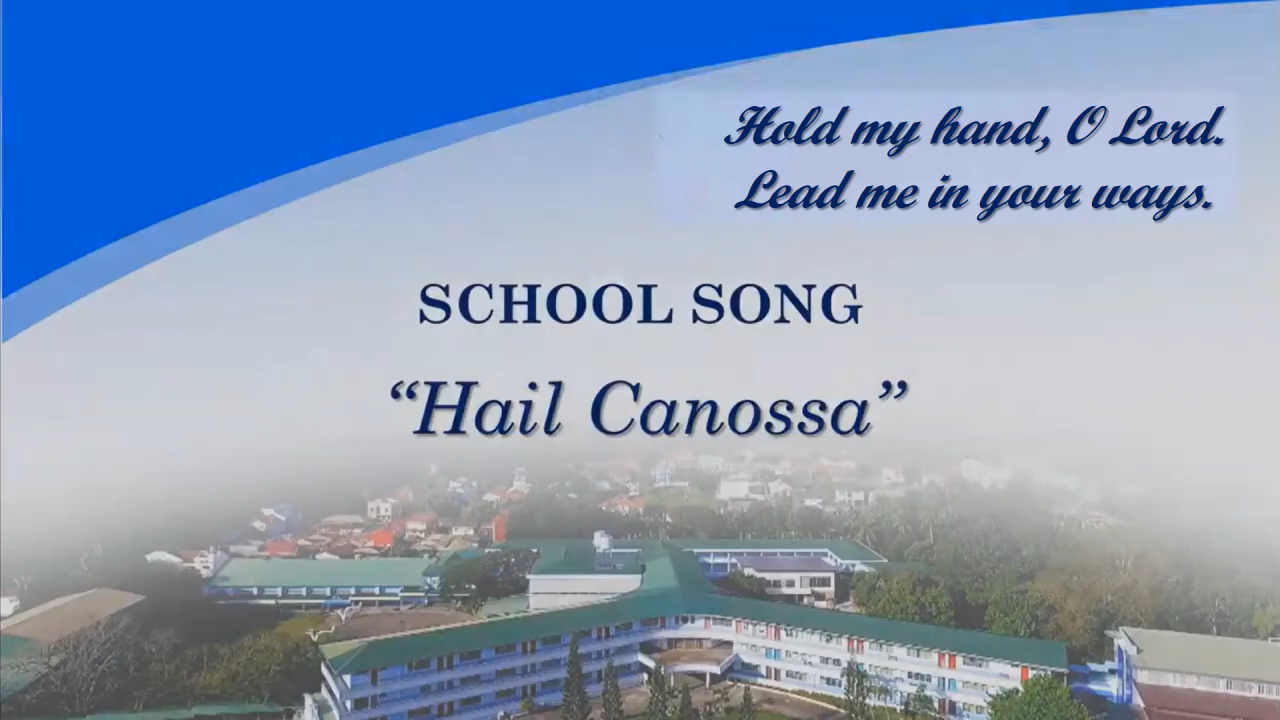 Hold my hand, O Lord.
Lead me in your ways.
SCHOOL SONG
“Hail Canossa”